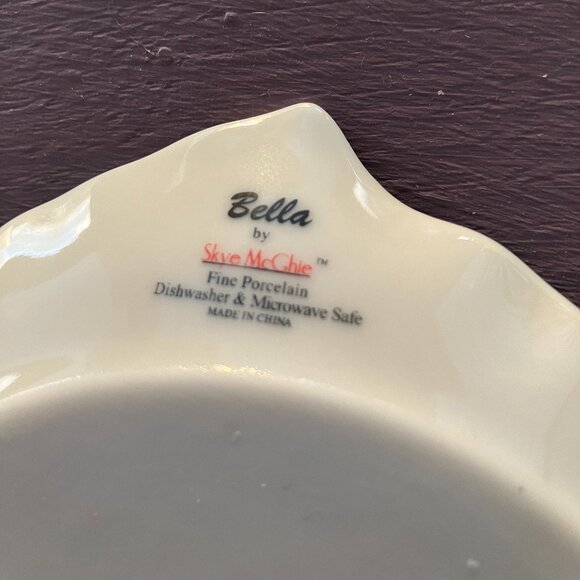 Bella
by
Skye McGhie™
Fine Porcelain
Dishwasher & Microwave Safe
MADE IN CHINA